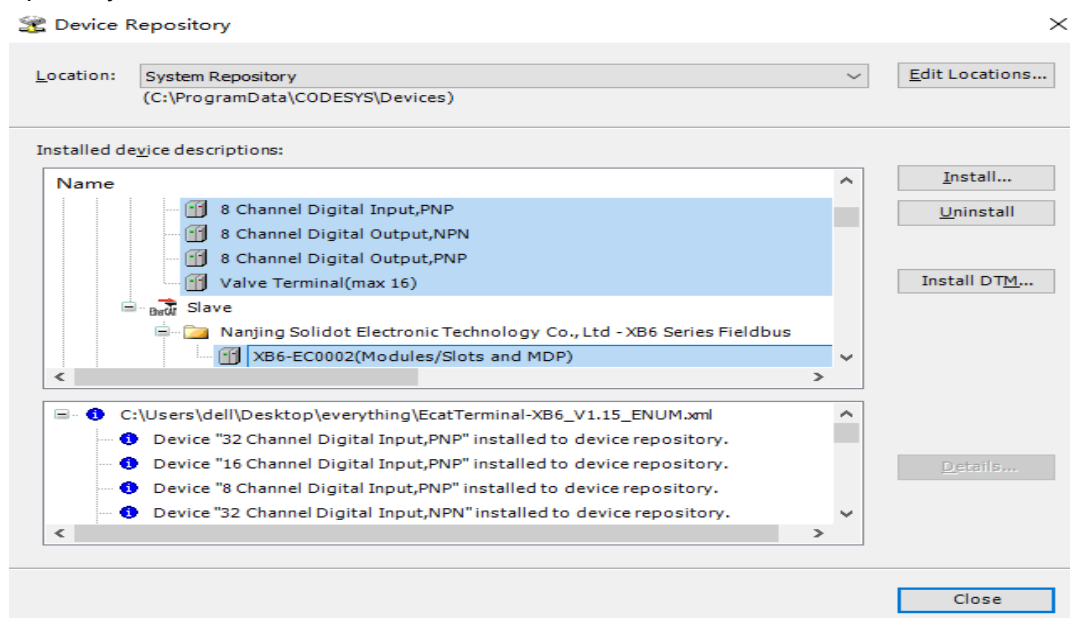 Device Repository
Location: System Repository Edit Locations...
(C:\ProgramData\CODESYS\Devices)
Installed device descriptions:
Name Install...
8 Channel Digital Input,PNP
8 Channel Digital Output,NPN Uninstall
8 Channel Digital Output,PNP
Valve Terminal(max 16) Install DTM...
Slave
Nanjing Solidot Electronic Technology Co., Ltd - XB6 Series Fieldbus
XB6-EC0002(Modules/Slots and MDP)
C:\Users\dell\Desktop\everything\EcatTerminal-XB6_V1.15_ENUM.xml
Device "32 Channel Digital Input,PNP" installed to device repository.
Device "16 Channel Digital Input,PNP" installed to device repository. Details...
Device "8 Channel Digital Input,PNP" installed to device repository.
Device "32 Channel Digital Input,NPN" installed to device repository.
Close